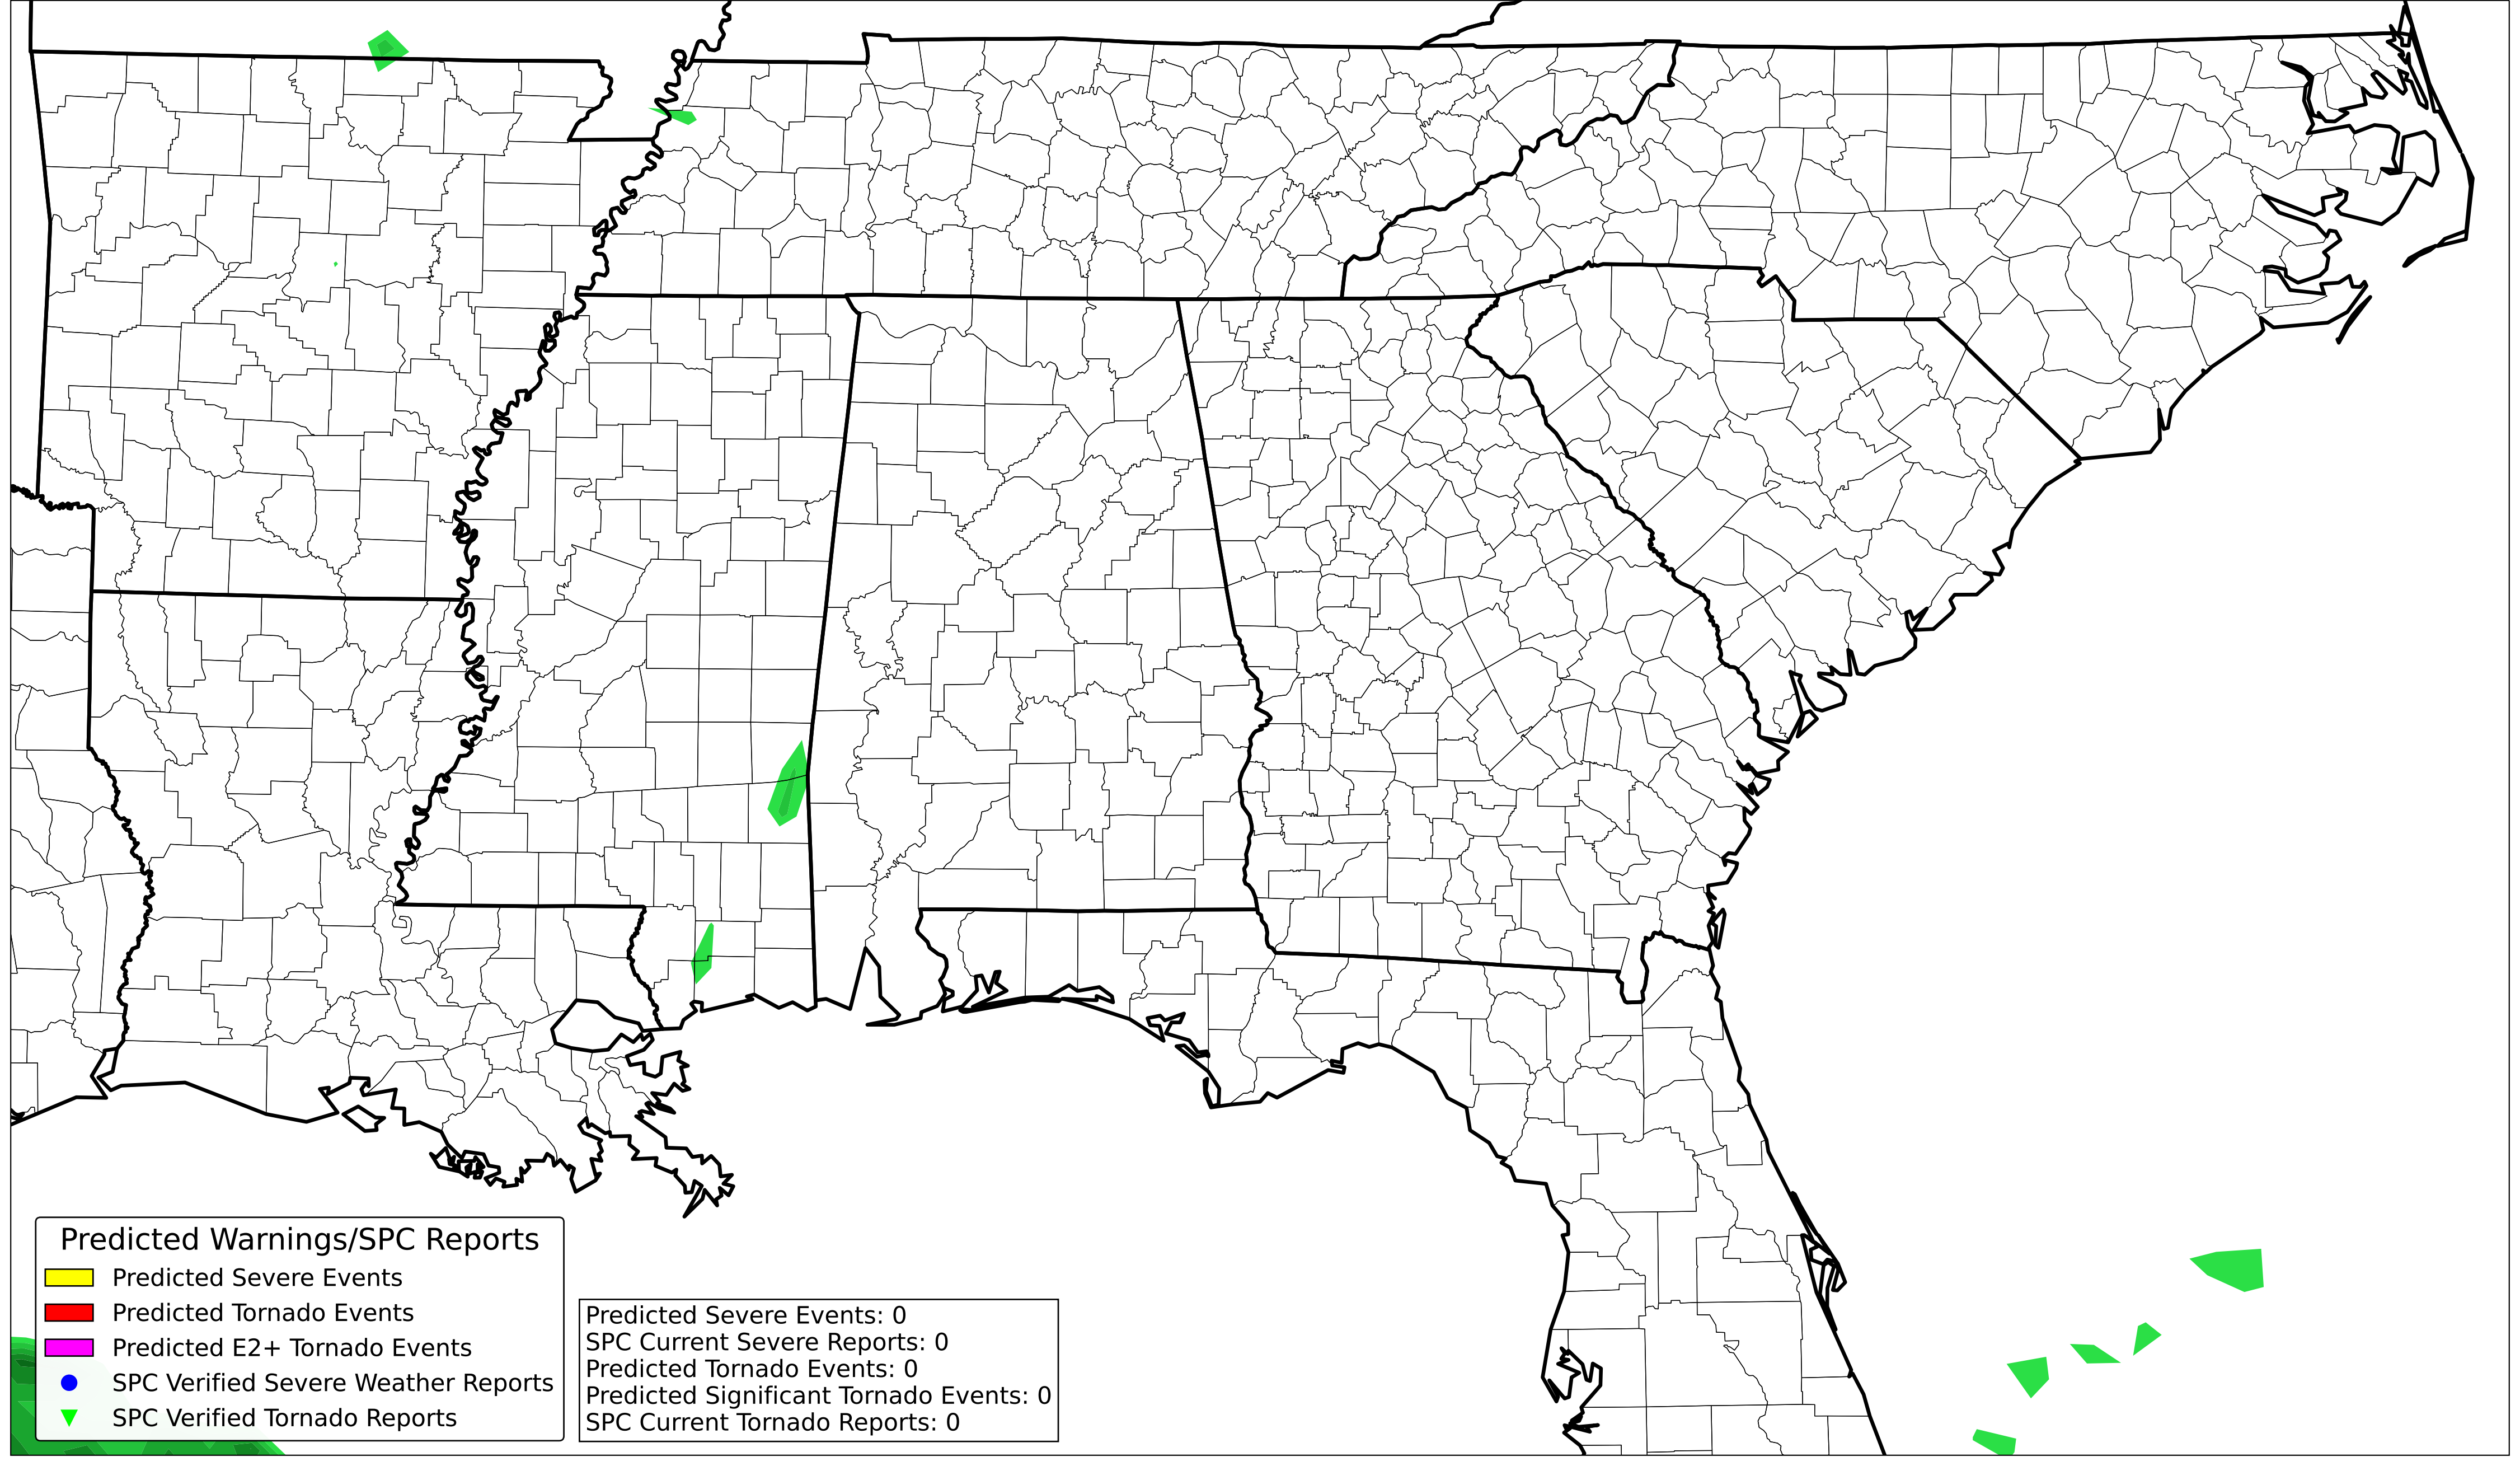 Predicted Warnings/SPC Reports
Predicted Severe Events
Predicted Tornado Events
Predicted E2+ Tornado Events
SPC Verified Severe Weather Reports
SPC Verified Tornado Reports
Predicted Severe Events: 0
SPC Current Severe Reports: 0
Predicted Tornado Events: 0
Predicted Significant Tornado Events: 0
SPC Current Tornado Reports: 0